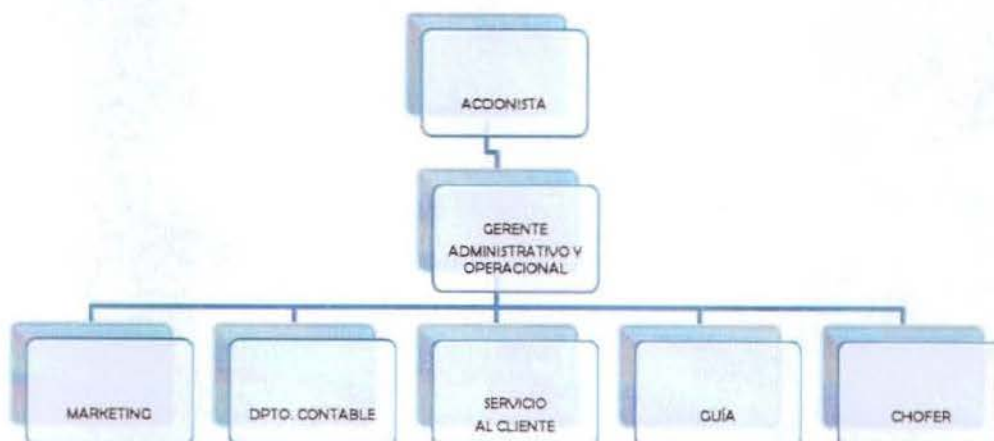 ACCIONISTA
GERENTE
ADMINISTRATIVO Y
OPERACIONAL
MARKETING
DPTO. CONTABLE
SERVICIO
AL CLIENTE
GUÍA
CHOFER